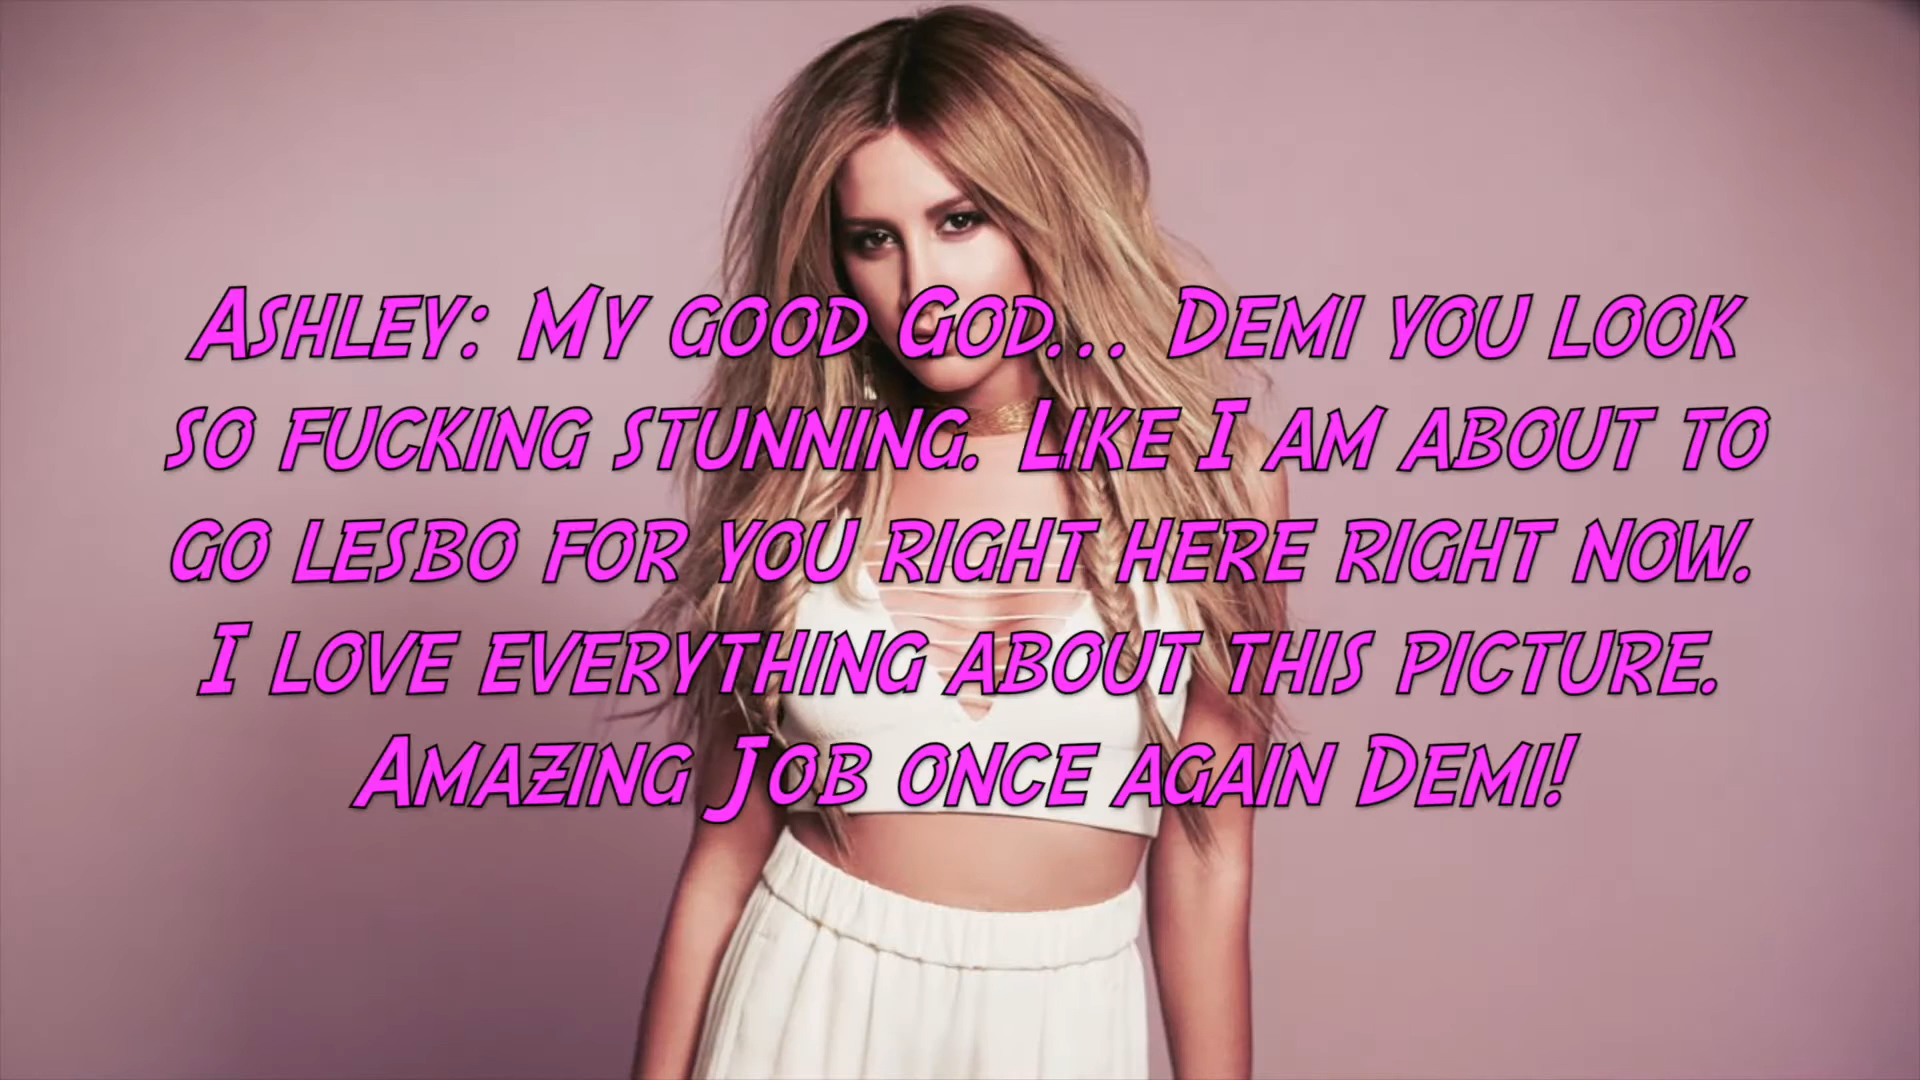 Ashley: My good God... Demi you look
so fucking stunning. Like I am about to
go lesbo for you right here right now.
I love everything about this picture.
Amazing Job once again Demi!